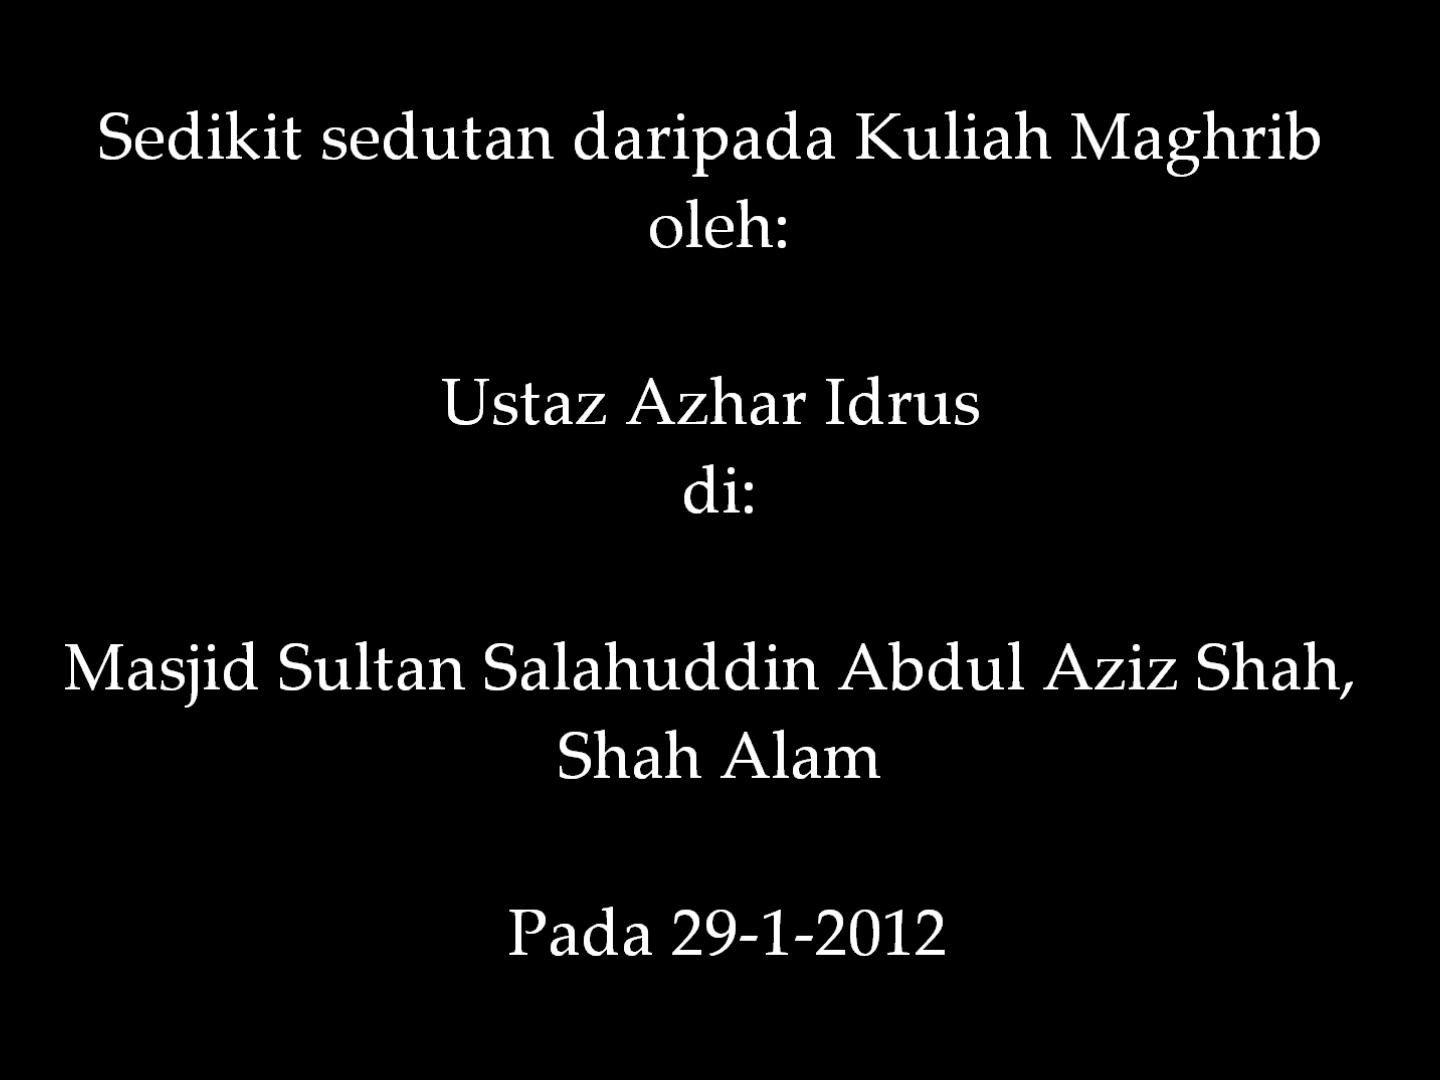 Sedikit sedutan daripada Kuliah Maghrib
oleh:
Ustaz Azhar Idrus
di:
Masjid Sultan Salahuddin Abdul Aziz Shah,
Shah Alam
Pada 29-1-2012